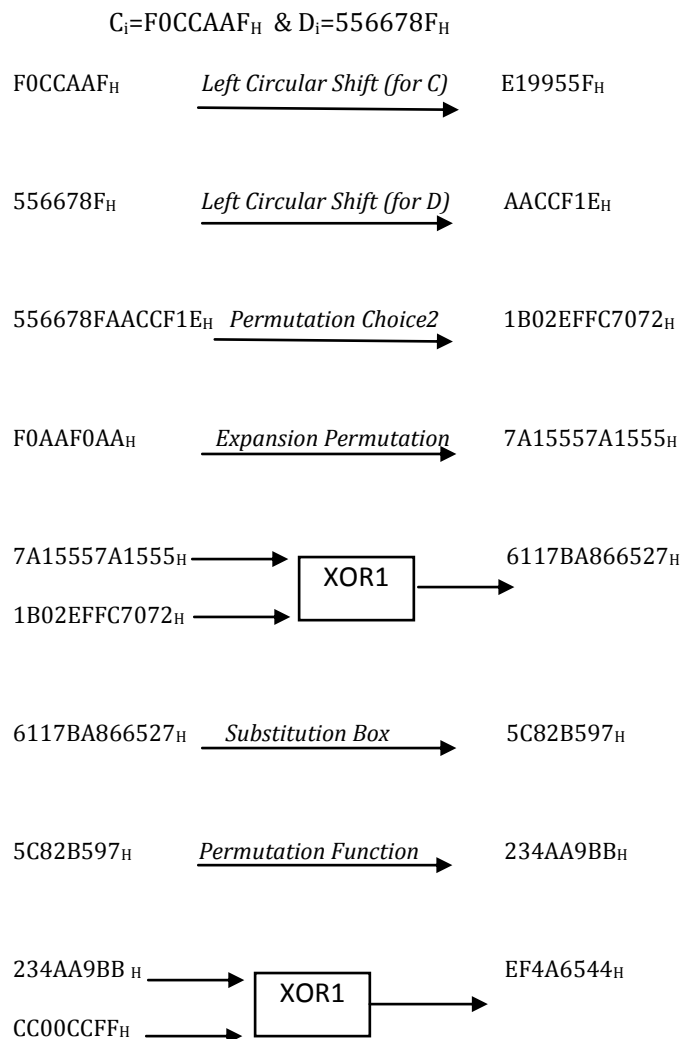 Cᵢ=F0CCAAFH & Dᵢ=556678FH
F0CCAAFH Left Circular Shift (for C) E19955FH
556678FH Left Circular Shift (for D) AACCF1EH
556678FAACCF1EH Permutation Choice2 1B02EFFC7072H
F0AAF0AAH Expansion Permutation 7A15557A1555H
7A15557A1555H XOR1 6117BA866527H
1B02EFFC7072H
6117BA866527H Substitution Box 5C82B597H
5C82B597H Permutation Function 234AA9BBH
234AA9BB H XOR1 EF4A6544H
CC00CCFFH